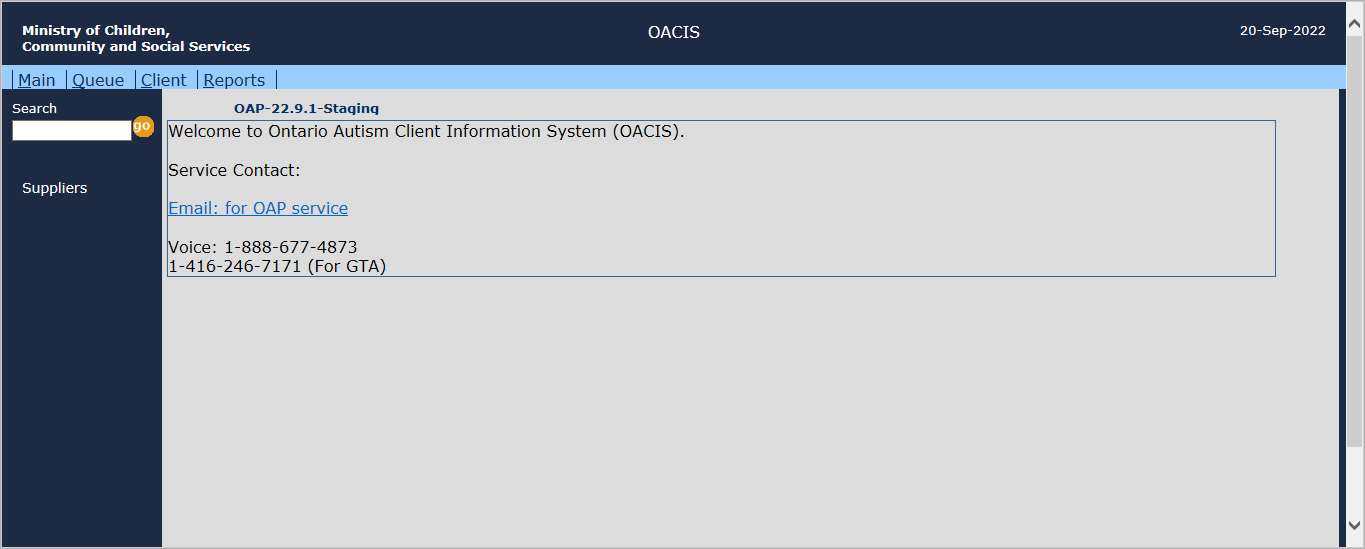 Ministry of Children,
Community and Social Services
OACIS
20-Sep-2022
Main Queue Client Reports
Search
go
Suppliers
OAP-22.9.1-Staging
Welcome to Ontario Autism Client Information System (OACIS).
Service Contact:
Email: for OAP service
Voice: 1-888-677-4873
1-416-246-7171 (For GTA)